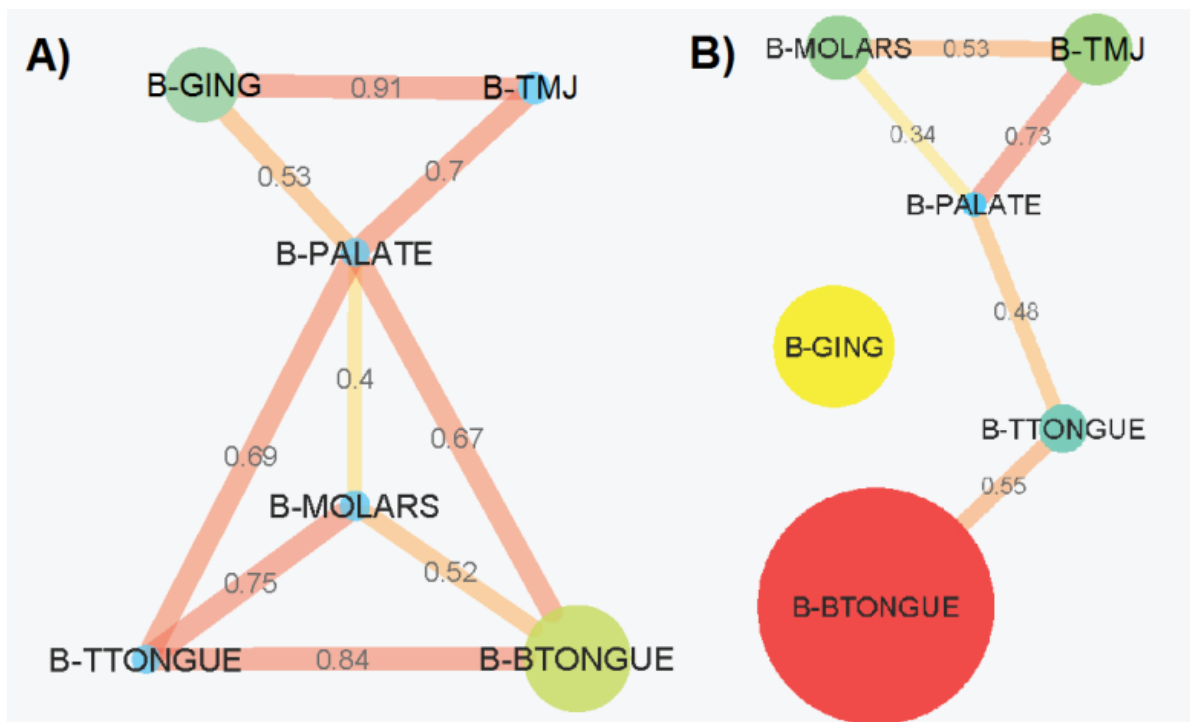 A)
B-GING
0.91
B-TMJ
0.53
0.7
B-PALATE
0.4
0.69
0.67
B-MOLARS
0.75
0.52
B-TTONGUE
0.84
B-BTONGUE
B)
B-MOLARS
0.53
B-TMJ
0.34
0.73
B-PALATE
0.48
B-GING
B-TTONGUE
0.55
B-BTONGUE